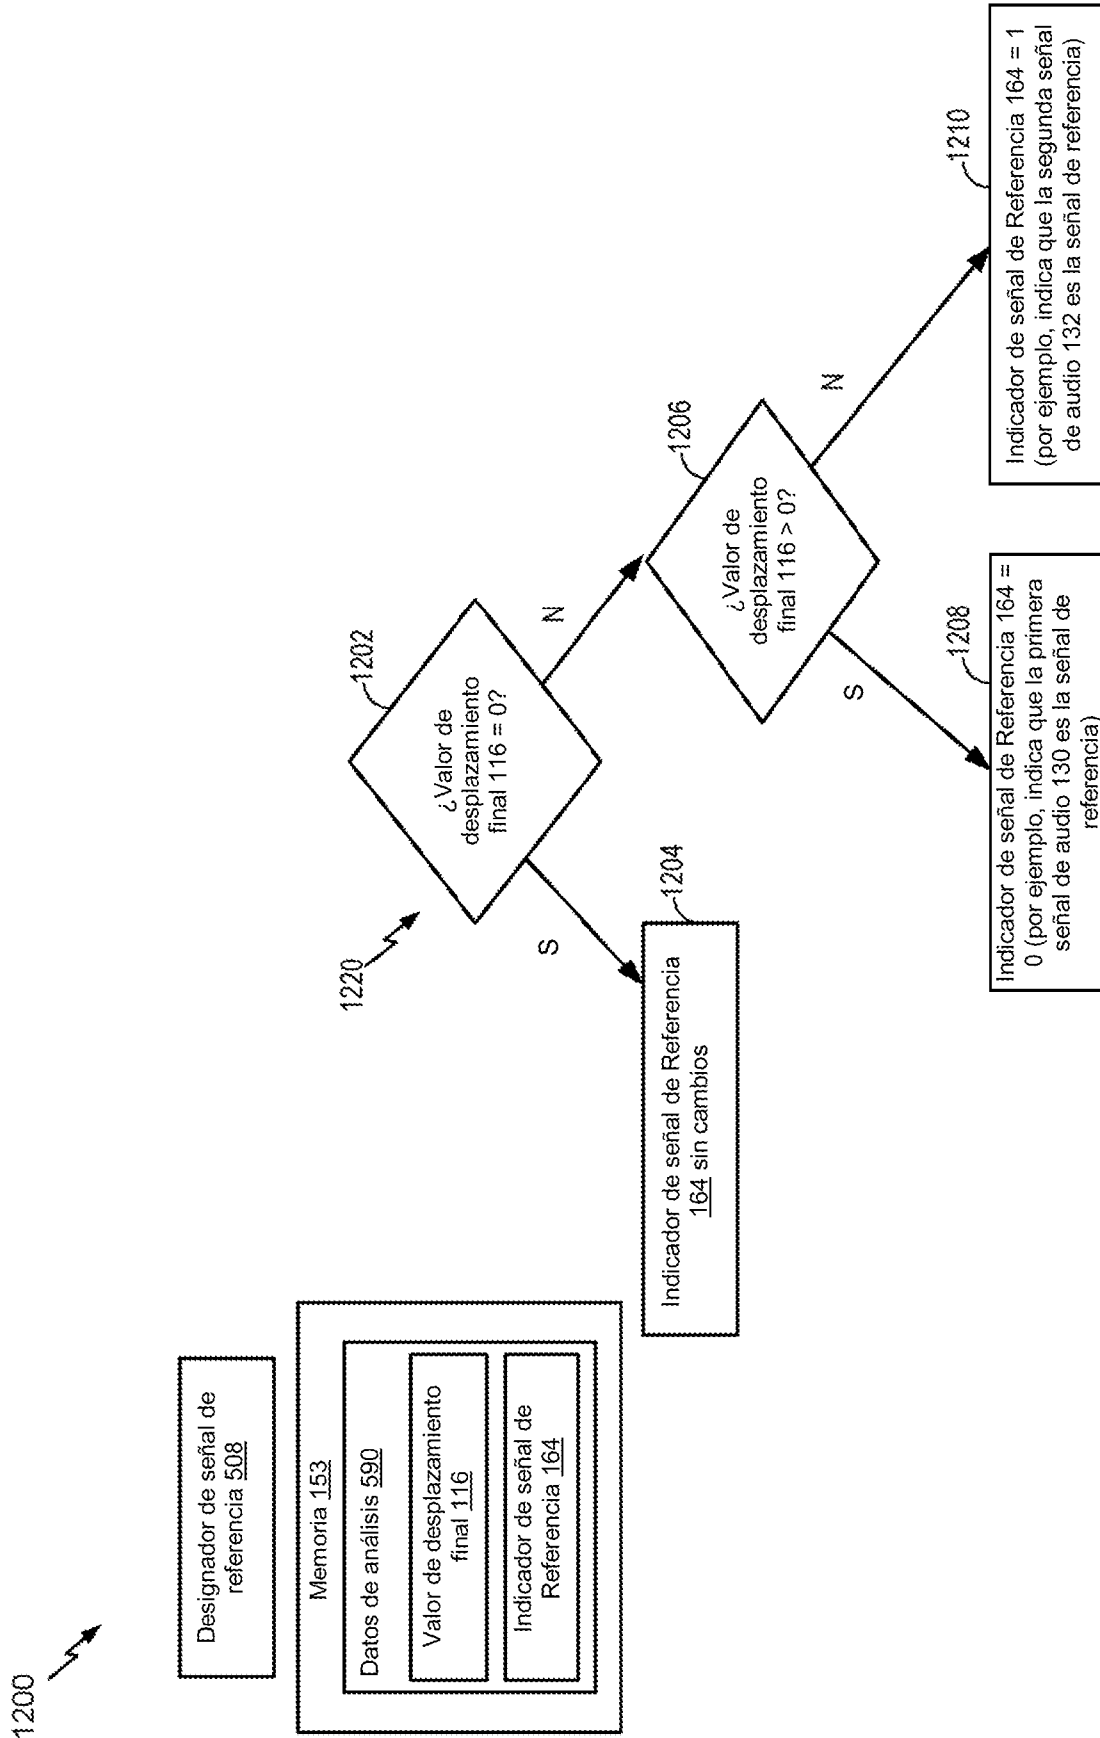 1200
Designador de señal de
referencia 508
Memoria 153
Datos de análisis 590
Valor de desplazamiento
final 116
Indicador de señal de
Referencia 164
1220
1202
¿Valor de
desplazamiento
final 116 = 0?
S
N
1204
Indicador de señal de Referencia
164 sin cambios
1206
¿Valor de
desplazamiento
final 116 > 0?
S
N
1208
Indicador de señal de Referencia 164 =
0 (por ejemplo, indica que la primera
señal de audio 130 es la señal de
referencia)
1210
Indicador de señal de Referencia 164 = 1
(por ejemplo, indica que la segunda señal
de audio 132 es la señal de referencia)